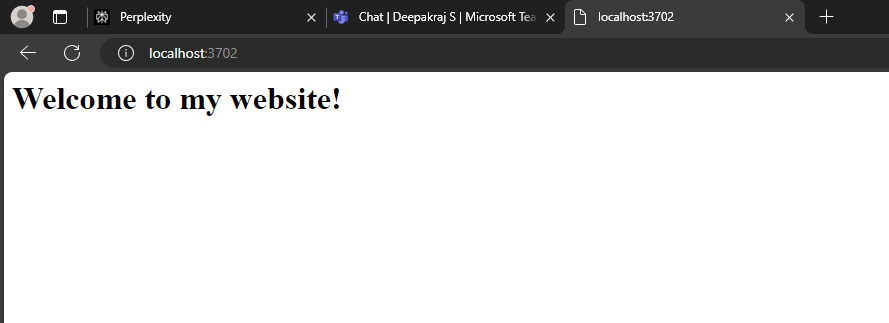 Perplexity
Chat | Deepakraj S | Microsoft Tea
localhost:3702
localhost:3702
Welcome to my website!